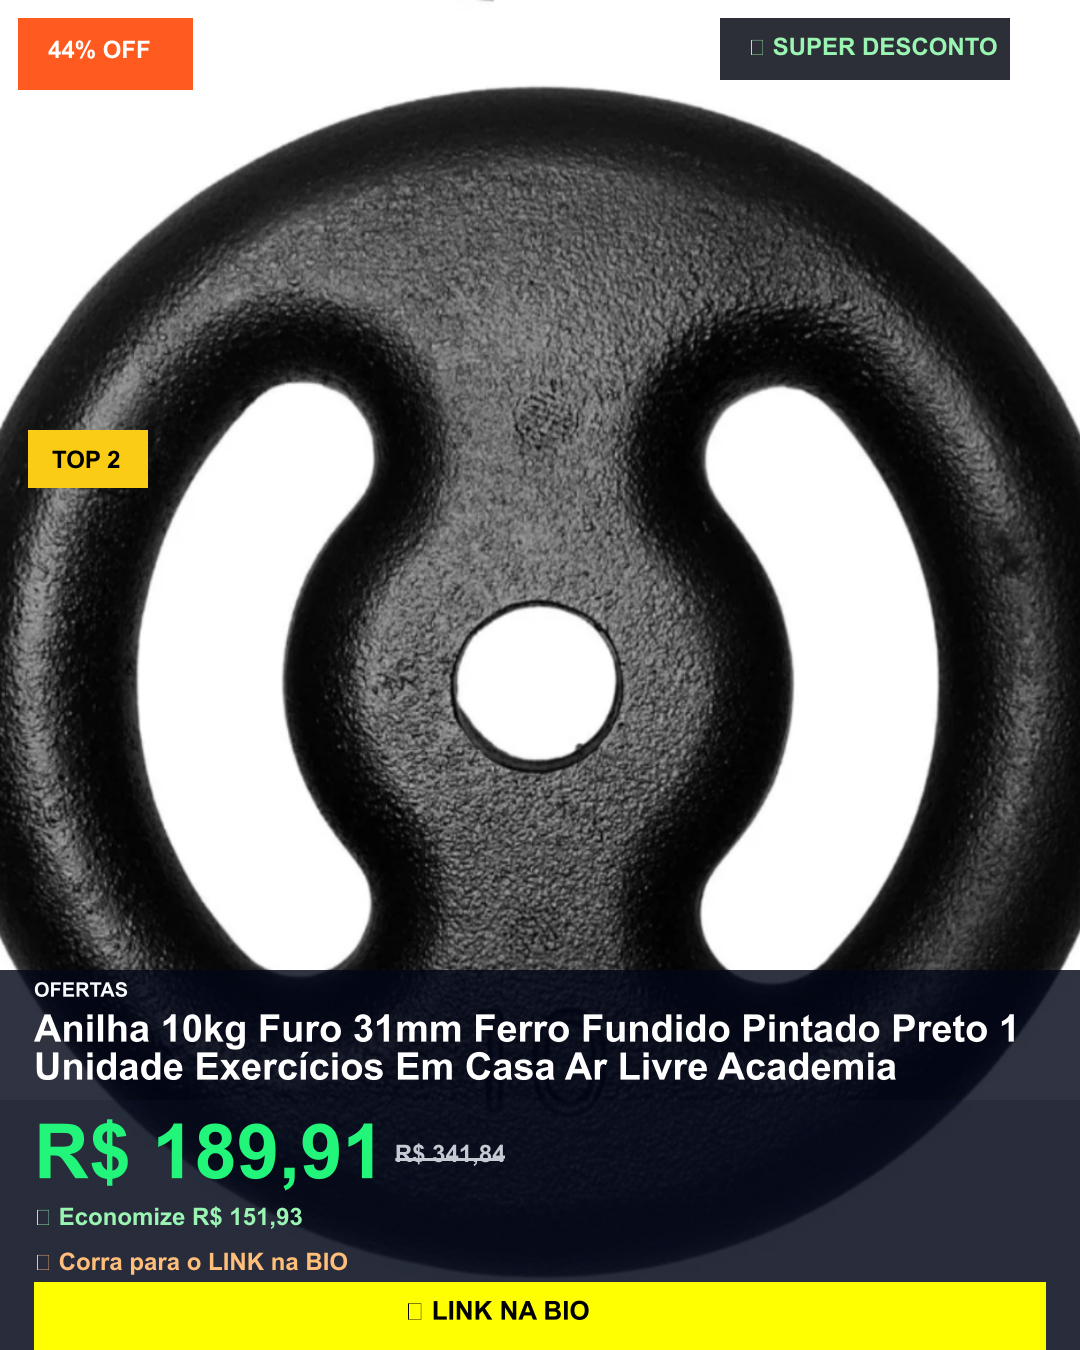 44% OFF
SUPER DESCONTO
TOP 2
OFERTAS
Anilha 10kg Furo 31mm Ferro Fundido Pintado Preto 1
Unidade Exercícios Em Casa Ar Livre Academia
R$ 189,91 R$ 341,84
Economize R$ 151,93
Corra para o LINK na BIO
LINK NA BIO